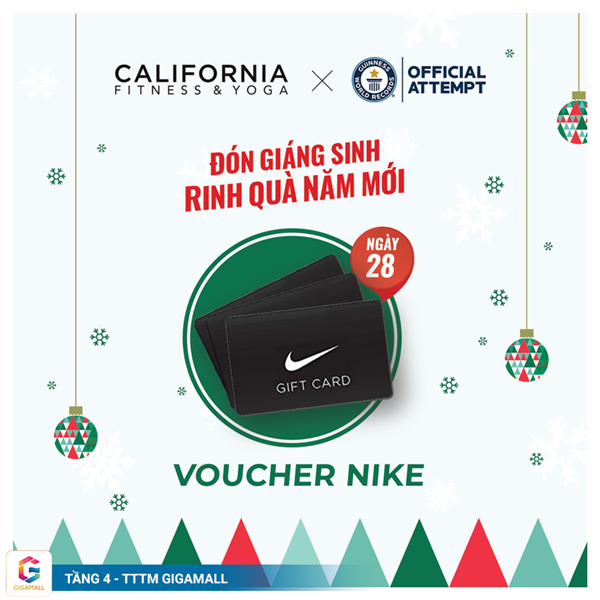 CALIFORNIA
FITNESS & YOGA
GUINNESS
WORLD RECORDS
OFFICIAL
ATTEMPT
ĐÓN GIÁNG SINH
RINH QUÀ NĂM MỚI
NGÀY
28
GIFT CARD
VOUCHER NIKE
GIGAMALL
TẦNG 4 - TTTM GIGAMALL